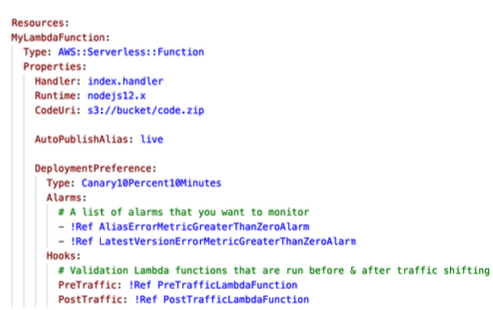 Resources:
MyLambdaFunction:
Type: AWS::Serverless::Function
Properties:
Handler: index.handler
Runtime: nodejs12.x
CodeUri: s3://bucket/code.zip
AutoPublishAlias: live
DeploymentPreference:
Type: Canary10Percent10Minutes
Alarms:
# A list of alarms that you want to monitor
- !Ref AliasErrorMetricGreaterThanZeroAlarm
- !Ref LatestVersionErrorMetricGreaterThanZeroAlarm
Hooks:
# Validation Lambda functions that are run before & after traffic shifting
PreTraffic: !Ref PreTrafficLambdaFunction
PostTraffic: !Ref PostTrafficLambdaFunction